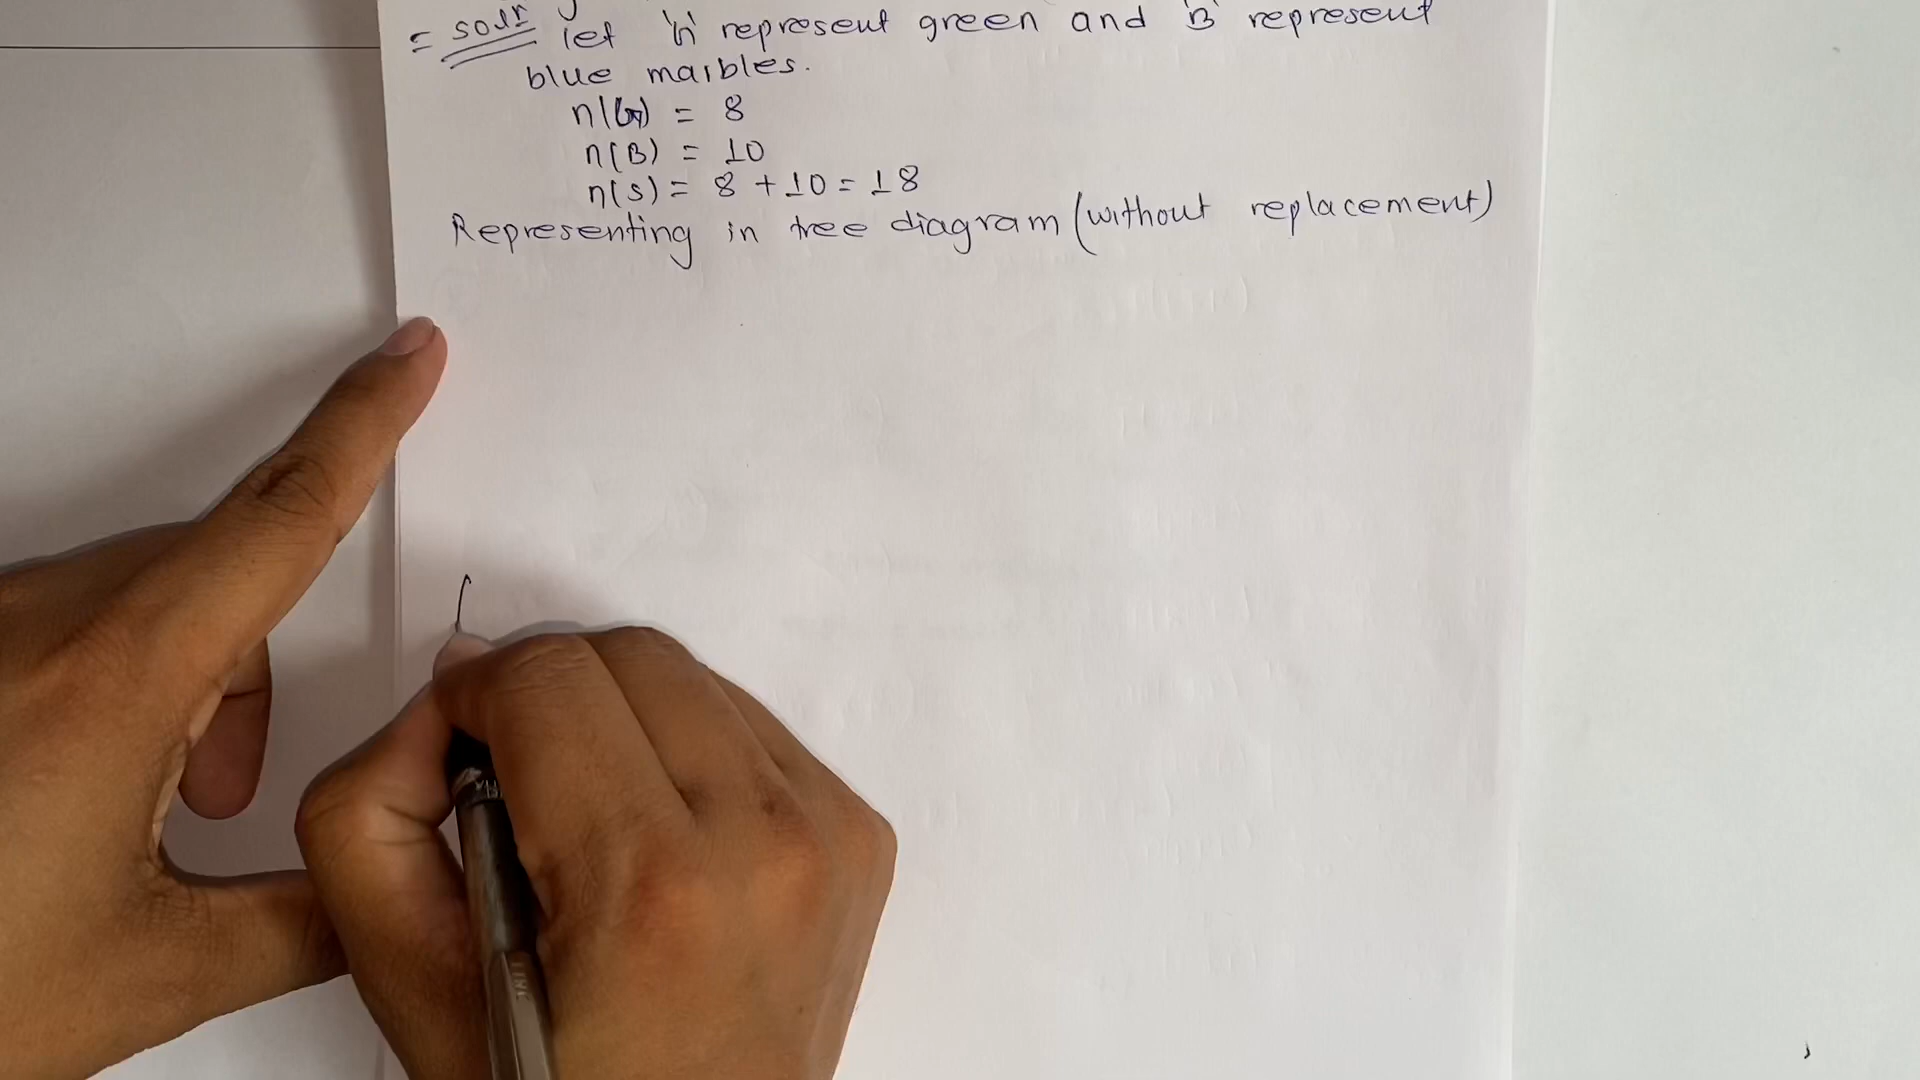 = soln let 'G' represent green and 'B' represent
blue marbles.
n(G) = 8
n(B) = 10
n(S) = 8 + 10 = 18
Representing in tree diagram (without replacement)